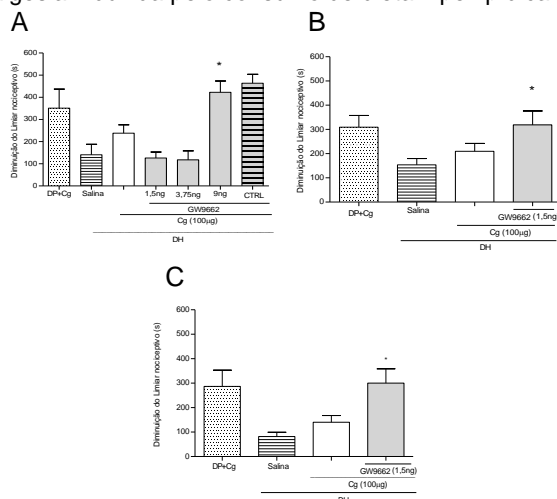 A
B
600
500
400
300
200
100
0
Diminuição do Limiar nociceptivo (s)
*
DP+Cg Salina 1,5ng 3,75ng 9ng CTRL
GW9662
Cg (100µg)
DH
600
500
400
300
200
100
0
Diminuição do Limiar nociceptivo (s)
*
DP+Cg Salina GW9662 (1,5ng)
Cg (100µg)
DH
C
600
500
400
300
200
100
0
Diminuição do Limiar nociceptivo (s)
*
DP+Cg Salina GW9662 (1,5ng)
Cg (100µg)
DH